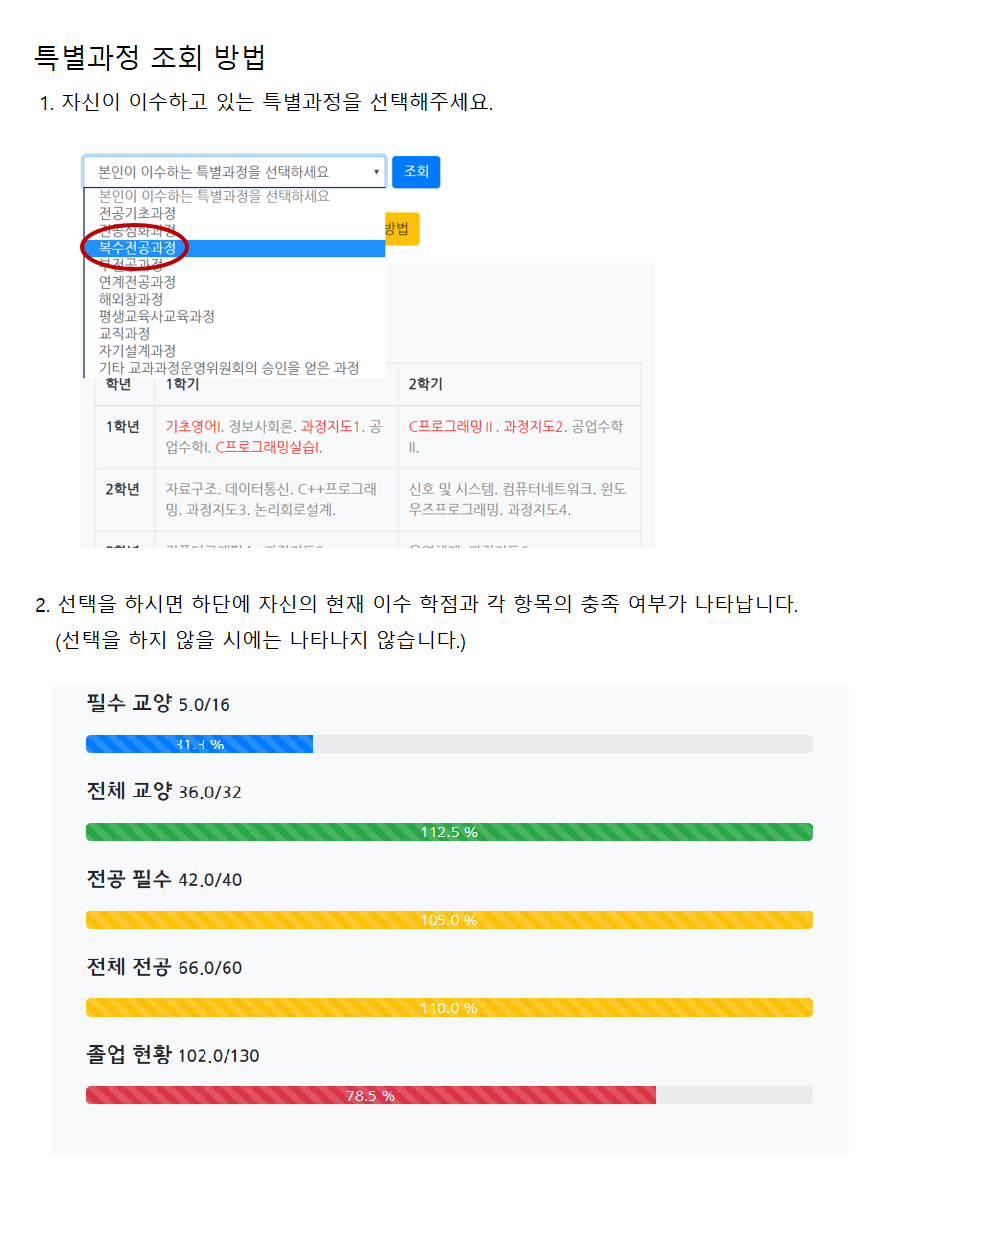 특별과정 조회 방법
1. 자신이 이수하고 있는 특별과정을 선택해주세요.
본인이 이수하는 특별과정을 선택하세요
조회
본인이 이수하는 특별과정을 선택하세요
전공기초과정
전공심화과정
방법
복수전공과정
부전공과정
연계전공과정
해외창과정
평생교육사교육과정
교직과정
자기설계과정
기타 교과과정운영위원회의 승인을 얻은 과정
학년 1학기 2학기
1학년 기초영어I. 정보사회론. 과정지도1. 공 C프로그래밍Ⅱ. 과정지도2. 공업수학
업수학I. C프로그래밍실습I. II.
2학년 자료구조. 데이터통신. C++프로그래 신호 및 시스템. 컴퓨터네트워크. 윈도
밍. 과정지도3. 논리회로설계. 우즈프로그래밍. 과정지도4.
2. 선택을 하시면 하단에 자신의 현재 이수 학점과 각 항목의 충족 여부가 나타납니다.
(선택을 하지 않을 시에는 나타나지 않습니다.)
필수 교양 5.0/16
31.3 %
전체 교양 36.0/32
112.5 %
전공 필수 42.0/40
105.0 %
전체 전공 66.0/60
110.0 %
졸업 현황 102.0/130
78.5 %